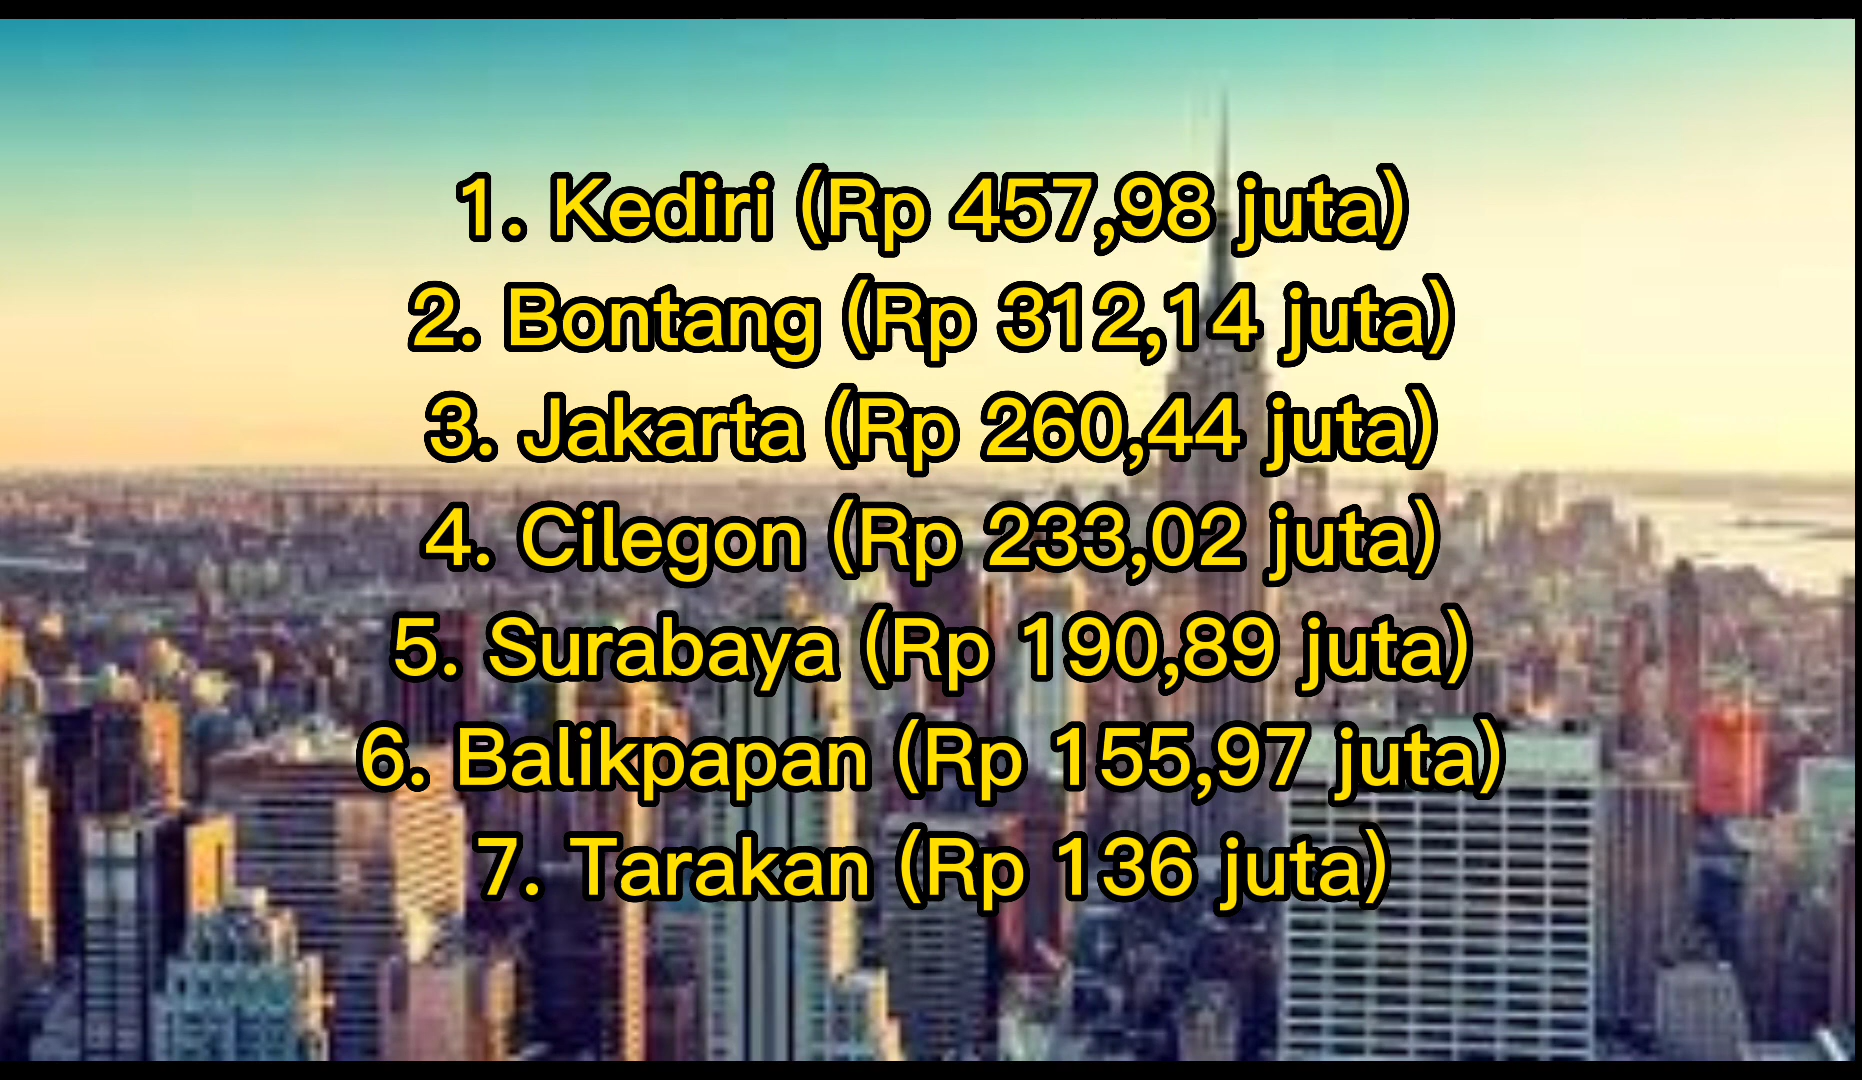 1. Kediri (Rp 457,98 juta)
2. Bontang (Rp 312,14 juta)
3. Jakarta (Rp 260,44 juta)
4. Cilegon (Rp 233,02 juta)
5. Surabaya (Rp 190,89 juta)
6. Balikpapan (Rp 155,97 juta)
7. Tarakan (Rp 136 juta)